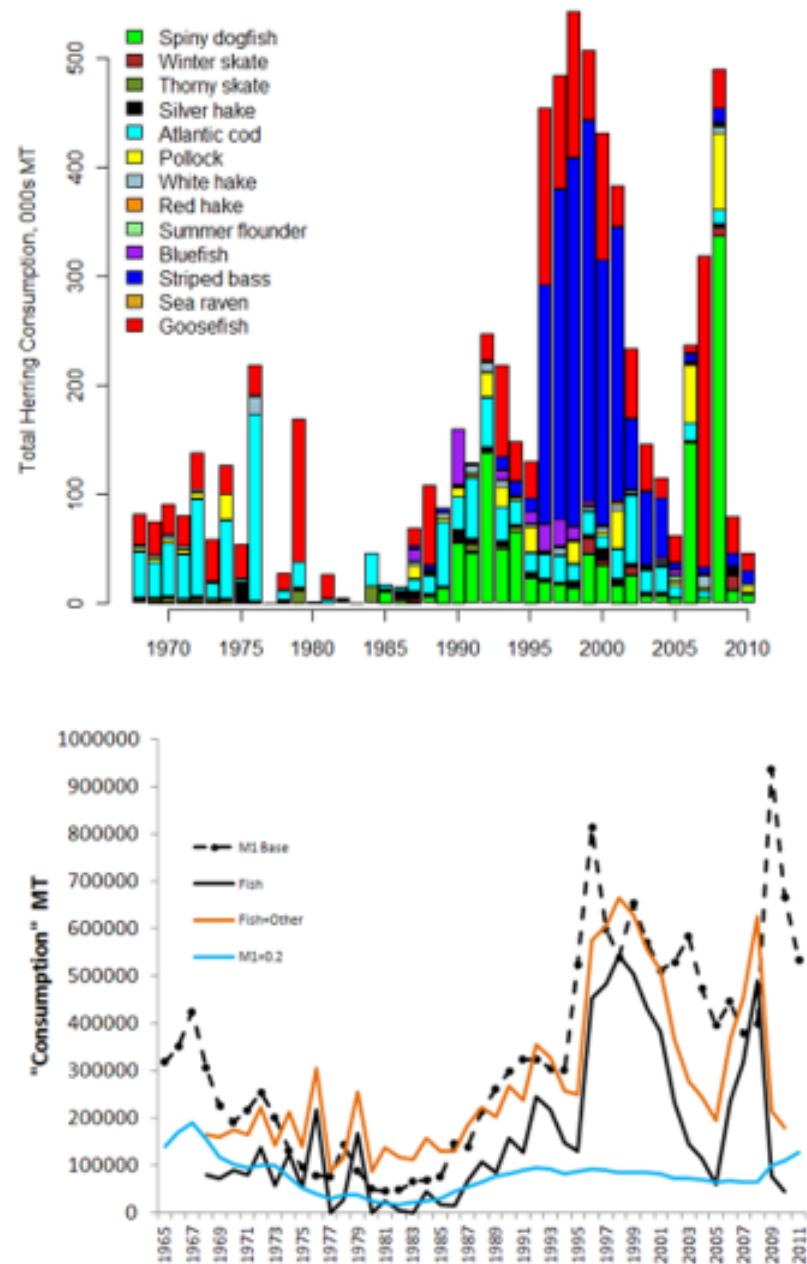 Total Herring Consumption, 000s MT
500
400
300
200
100
0
Spiny dogfish
Winter skate
Thorny skate
Silver hake
Atlantic cod
Pollock
White hake
Red hake
Summer flounder
Bluefish
Striped bass
Sea raven
Goosefish
1970 1975 1980 1985 1990 1995 2000 2005 2010
"Consumption" MT
1000000
900000
800000
700000
600000
500000
400000
300000
200000
100000
0
M1 Base
Fish
Fish+Other
M1=0.2
1965 1967 1969 1971 1973 1975 1977 1979 1981 1983 1985 1987 1989 1991 1993 1995 1997 1999 2001 2003 2005 2007 2009 2011